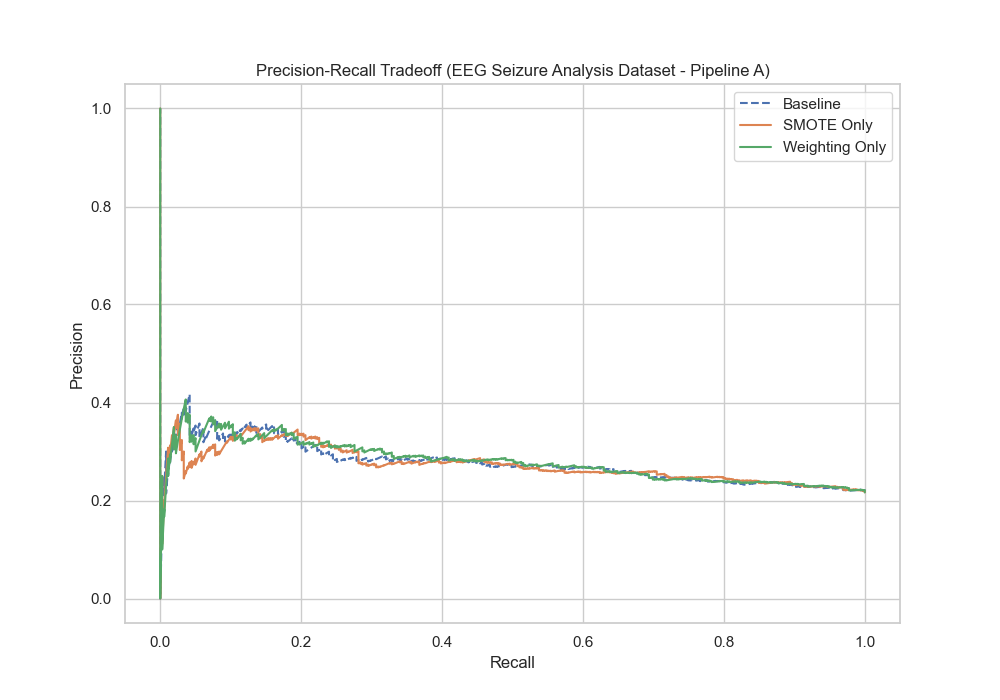 Precision-Recall Tradeoff (EEG Seizure Analysis Dataset - Pipeline A)
Baseline
SMOTE Only
Weighting Only
Precision
1.0
0.8
0.6
0.4
0.2
0.0
0.0 0.2 0.4 0.6 0.8 1.0
Recall